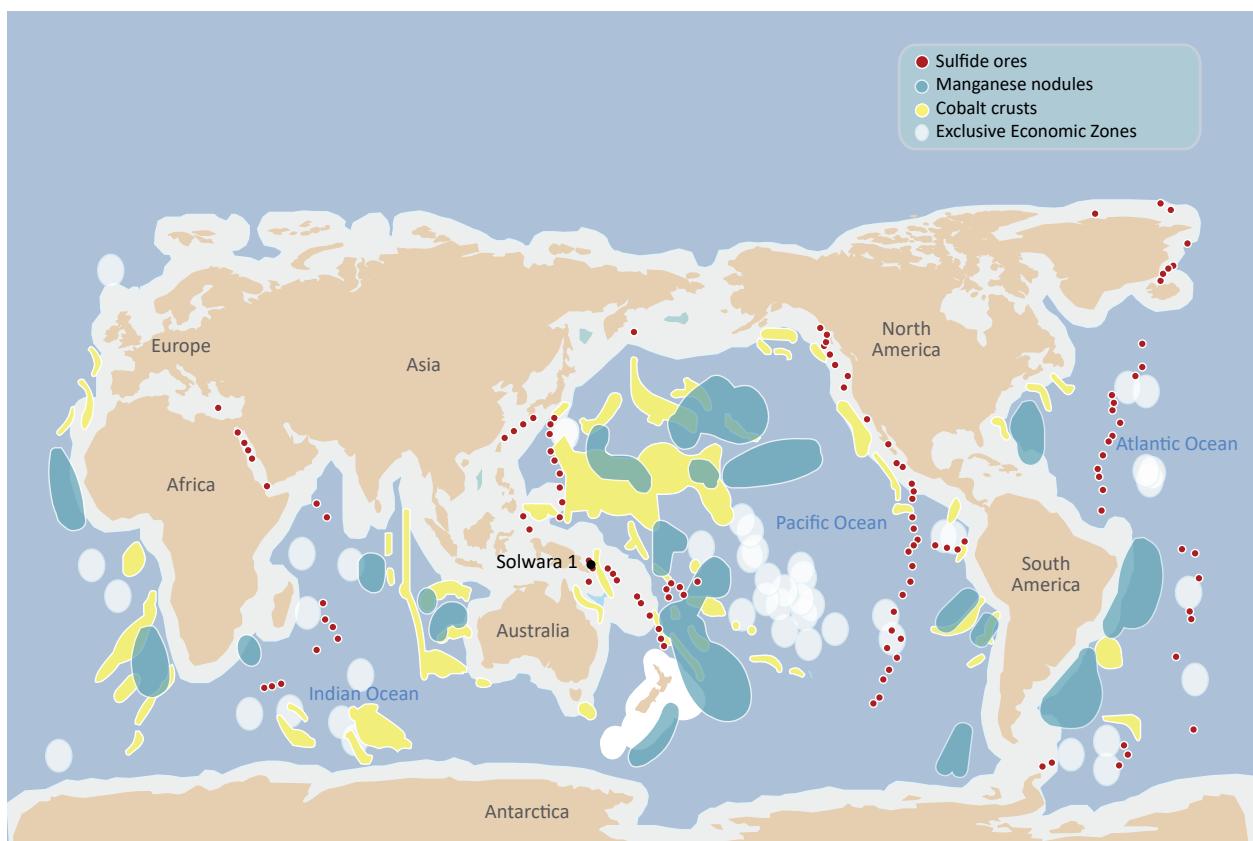 Sulfide ores
Manganese nodules
Cobalt crusts
Exclusive Economic Zones
Europe
Asia
North
America
Africa
Atlantic Ocean
Pacific Ocean
Solwara 1
South
America
Australia
Indian Ocean
Antarctica